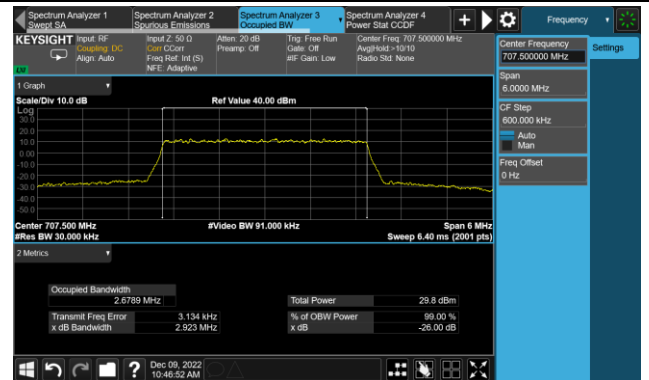 Spectrum Analyzer 1
Swept SA
Spectrum Analyzer 2
Spurious Emissions
Spectrum Analyzer 3
Occupied BW
Spectrum Analyzer 4
Power Stat CCDF
Frequency
KEYSIGHT
Input: RF
Coupling: DC
Align: Auto
Input Z: 50 Ω
Corr CCorr
Freq Ref: Int (S)
NFE: Adaptive
Atten: 20 dB
Preamp: Off
Trig: Free Run
Gate: Off
#IF Gain: Low
Center Freq: 707.500000 MHz
Avg|Hold:>10/10
Radio Std: None
Center Frequency
707.500000 MHz
Settings
Span
6.0000 MHz
CF Step
600.000 kHz
Auto
Man
Freq Offset
0 Hz
1 Graph
Scale/Div 10.0 dB
Ref Value 40.00 dBm
Log
30.0
20.0
10.0
0.00
-10.0
-20.0
-30.0
-40.0
-50.0
Center 707.500 MHz
#Video BW 91.000 kHz
Span 6 MHz
#Res BW 30.000 kHz
Sweep 6.40 ms (2001 pts)
2 Metrics
Occupied Bandwidth
2.6789 MHz
Total Power
29.8 dBm
Transmit Freq Error
3.134 kHz
% of OBW Power
99.00 %
x dB Bandwidth
2.923 MHz
x dB
-26.00 dB
Dec 09, 2022
10:46:52 AM